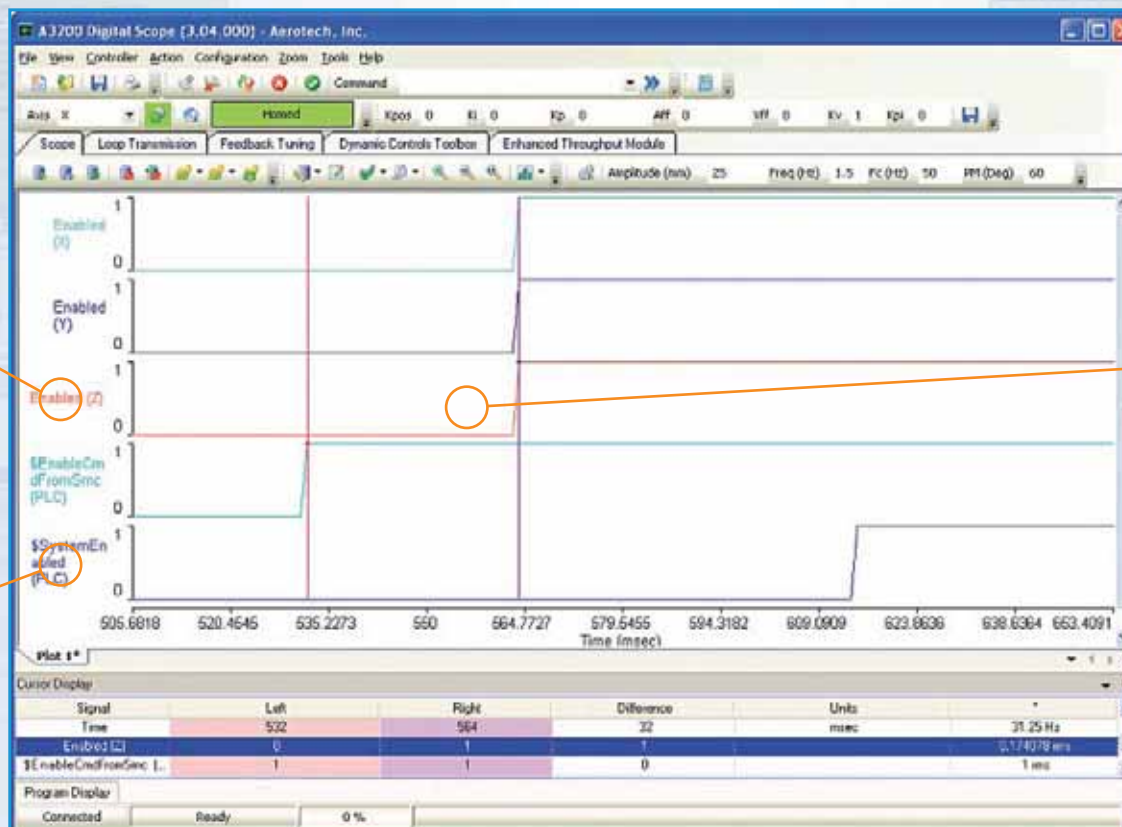 A3200 Digital Scope (3.04.000) - Aerotech, Inc.
File View Controller Action Configuration Zoom Tools Help
Command
Axis X Homed Kpos 0 Ki 0 Kp 0 Aff 0 Vff 0 Kv 1 Kpi 0
Scope Loop Transmission Feedback Tuning Dynamic Controls Toolbox Enhanced Throughput Module
Amplitude (nm) 25 Freq (Hz) 1.5 Fc (Hz) 50 PM (Deg) 60
Enabled
(X)
1
0
Enabled
(Y)
1
0
Enabled (Z)
1
0
$EnableCm
dFromSmc
(PLC)
1
0
$SystemEn
abled
(PLC)
1
0
505.6818 520.4545 535.2273 550 564.7727 579.5455 594.3182 609.0909 623.8636 638.6364 653.4091
Time (msec)
Plot 1*
Cursor Display
Signal Left Right Difference Units *
Time 532 564 32 msec 31.25 Hz
Enabled (Z) 0 1 1 0.174078 rms
$EnableCmdFromSmc (.. 1 1 0 1 rms
Program Display
Connected Ready 0 %